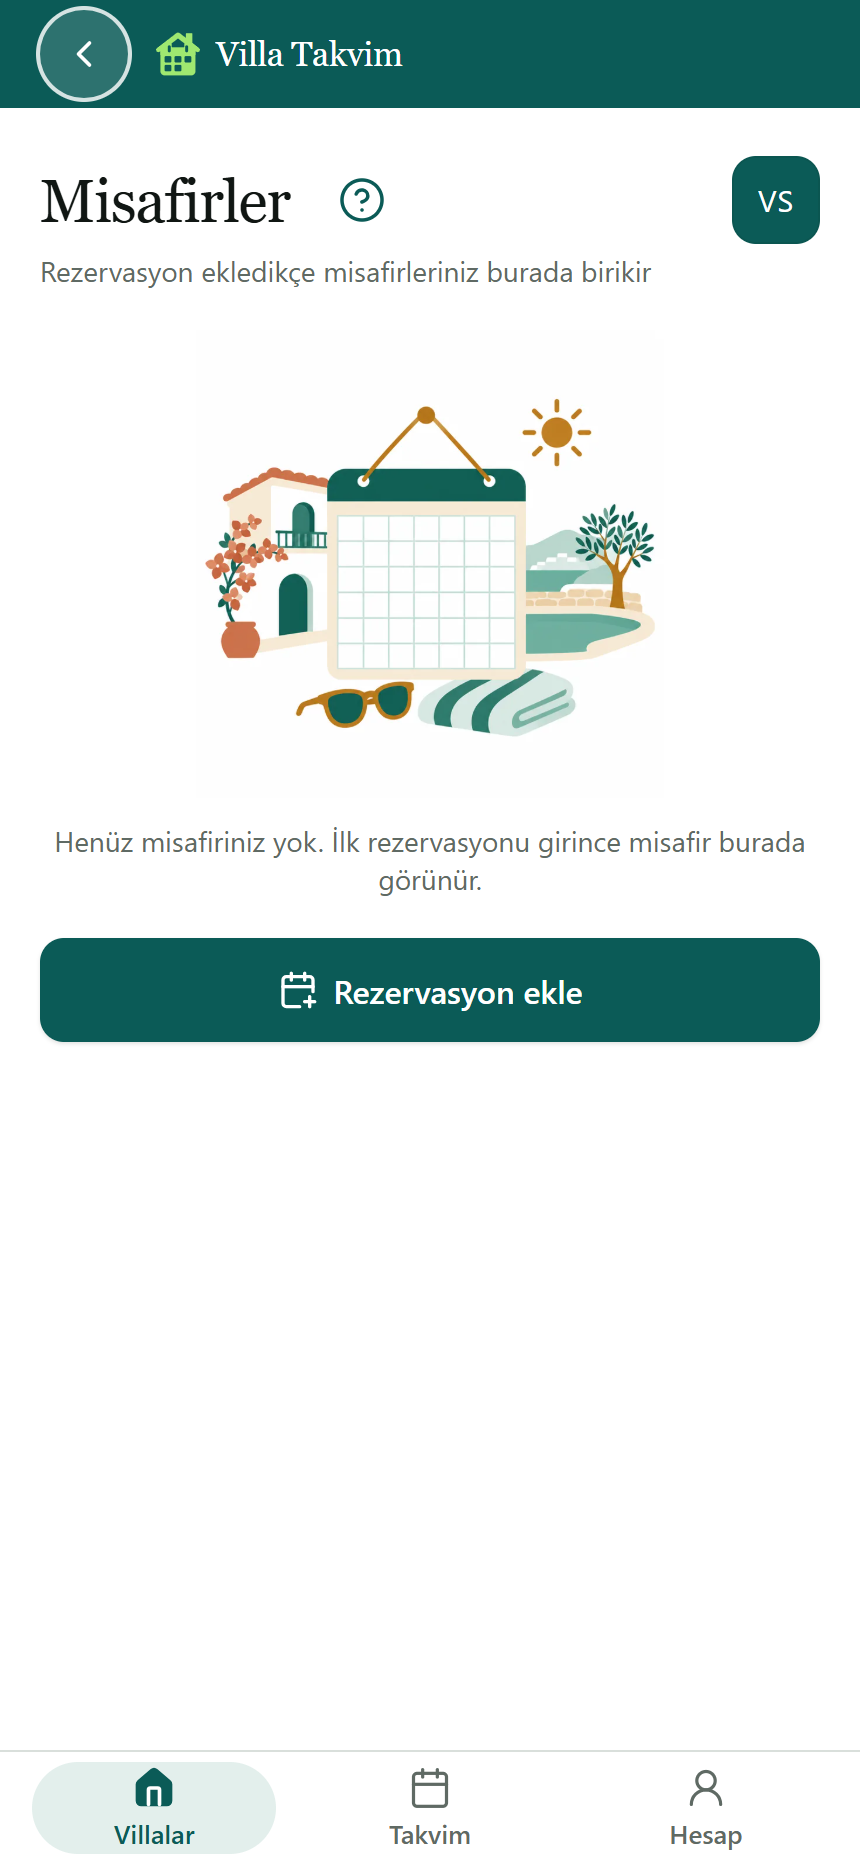 Villa Takvim
Misafirler
VS
Rezervasyon ekledikçe misafirleriniz burada birikir
Henüz misafiriniz yok. İlk rezervasyonu girince misafir burada
görünür.
Rezervasyon ekle
Villalar
Takvim
Hesap